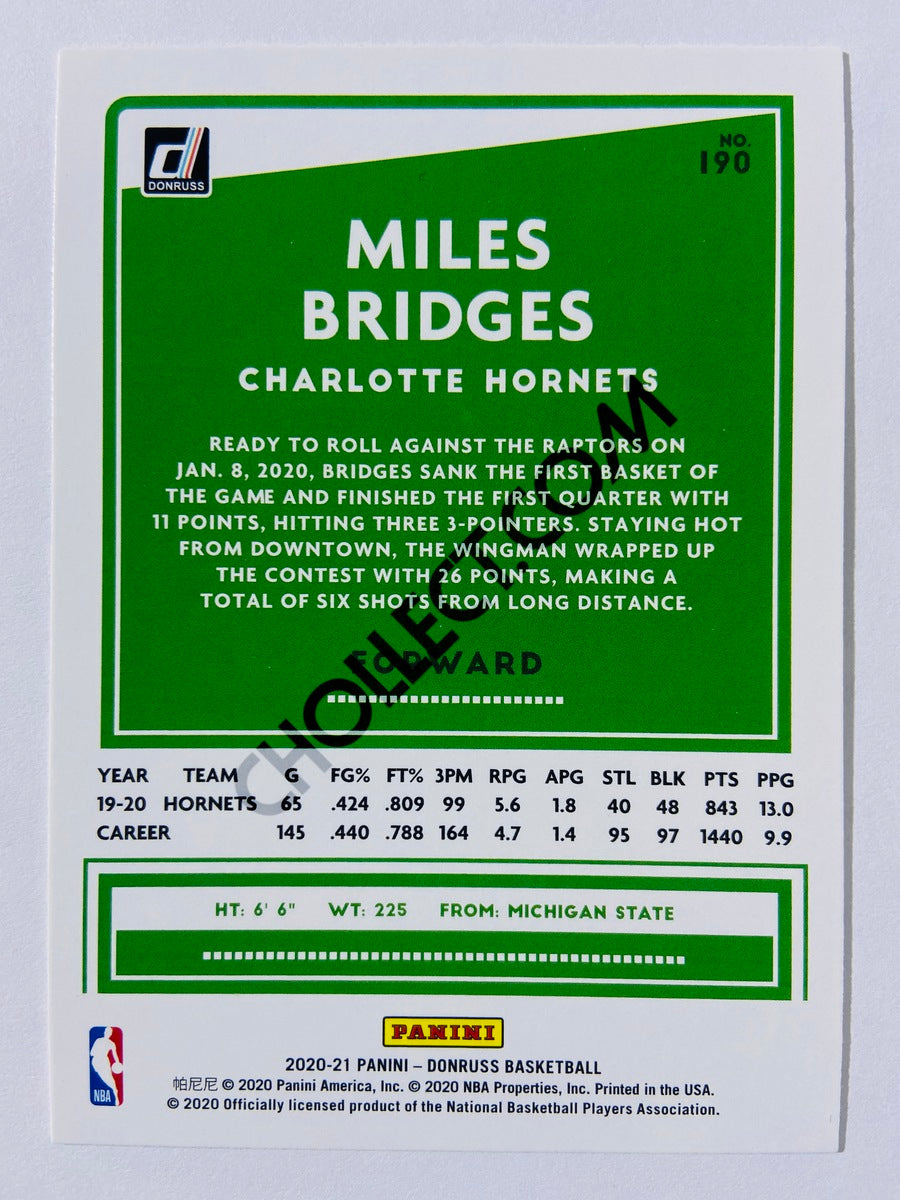 DONRUSS
NO.
190
MILES
BRIDGES
CHARLOTTE HORNETS
READY TO ROLL AGAINST THE RAPTORS ON
JAN. 8, 2020, BRIDGES SANK THE FIRST BASKET OF
THE GAME AND FINISHED THE FIRST QUARTER WITH
11 POINTS, HITTING THREE 3-POINTERS. STAYING HOT
FROM DOWNTOWN, THE WINGMAN WRAPPED UP
THE CONTEST WITH 26 POINTS, MAKING A
TOTAL OF SIX SHOTS FROM LONG DISTANCE.
FORWARD
CHOLLECT.COM
YEAR TEAM G FG% FT% 3PM RPG APG STL BLK PTS PPG
19-20 HORNETS 65 .424 .809 99 5.6 1.8 40 48 843 13.0
CAREER 145 .440 .788 164 4.7 1.4 95 97 1440 9.9
HT: 6' 6" WT: 225 FROM: MICHIGAN STATE
PANINI
NBA
2020-21 PANINI – DONRUSS BASKETBALL
帕尼尼 © 2020 Panini America, Inc. © 2020 NBA Properties, Inc. Printed in the USA.
© 2020 Officially licensed product of the National Basketball Players Association.